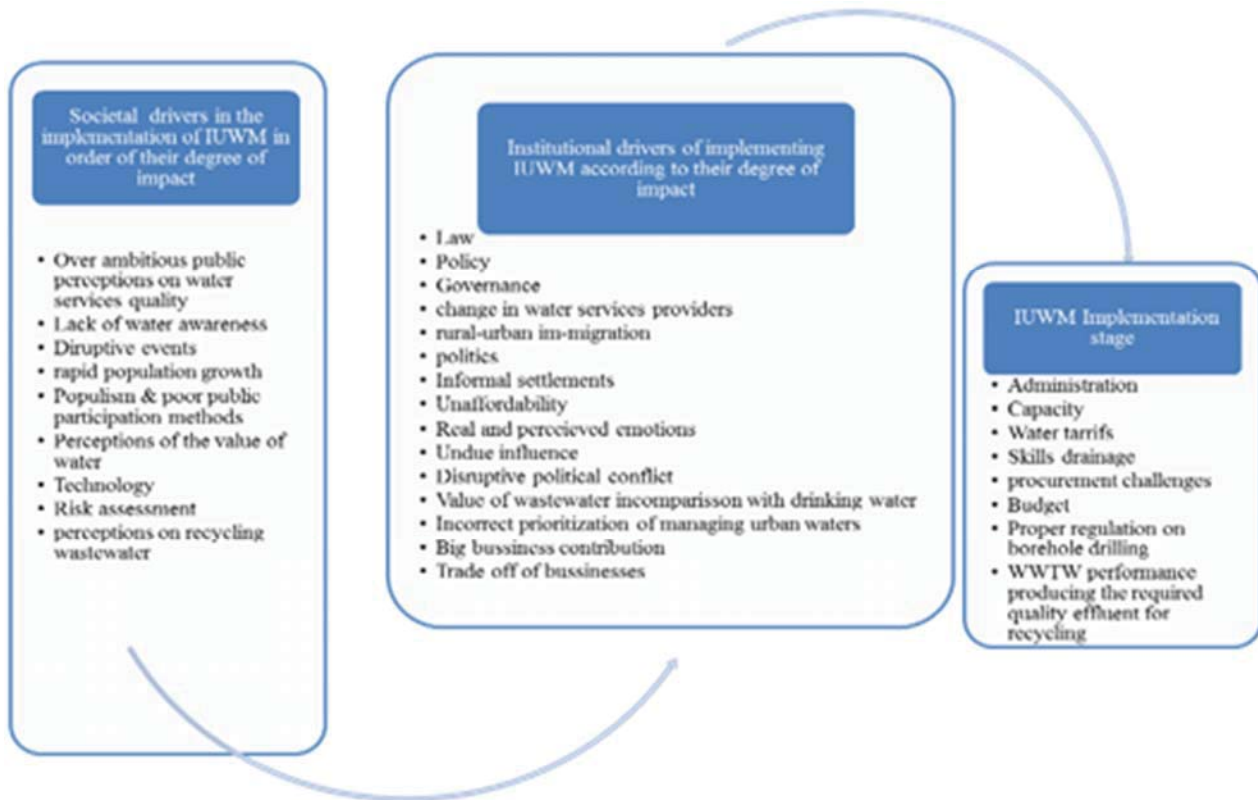 Societal drivers in the
implementation of IUWM in
order of their degree of
impact
• Over ambitious public
perceptions on water
services quality
• Lack of water awareness
• Diruptive events
• rapid population growth
• Populism & poor public
participation methods
• Perceptions of the value of
water
• Technology
• Risk assessment
• perceptions on recycling
wastewater
Institutional drivers of implementing
IUWM according to their degree of
impact
• Law
• Policy
• Governance
• change in water services providers
• rural-urban im-migration
• politics
• Informal settlements
• Unaffordability
• Real and percieved emotions
• Undue influence
• Disruptive political conflict
• Value of wastewater incomparisson with drinking water
• Incorrect prioritization of managing urban waters
• Big bussiness contribution
• Trade off of bussinesses
IUWM Implementation
stage
• Administration
• Capacity
• Water tarrifs
• Skills drainage
• procurement challenges
• Budget
• Proper regulation on
borehole drilling
• WWTW performance
producing the required
quality effluent for
recycling